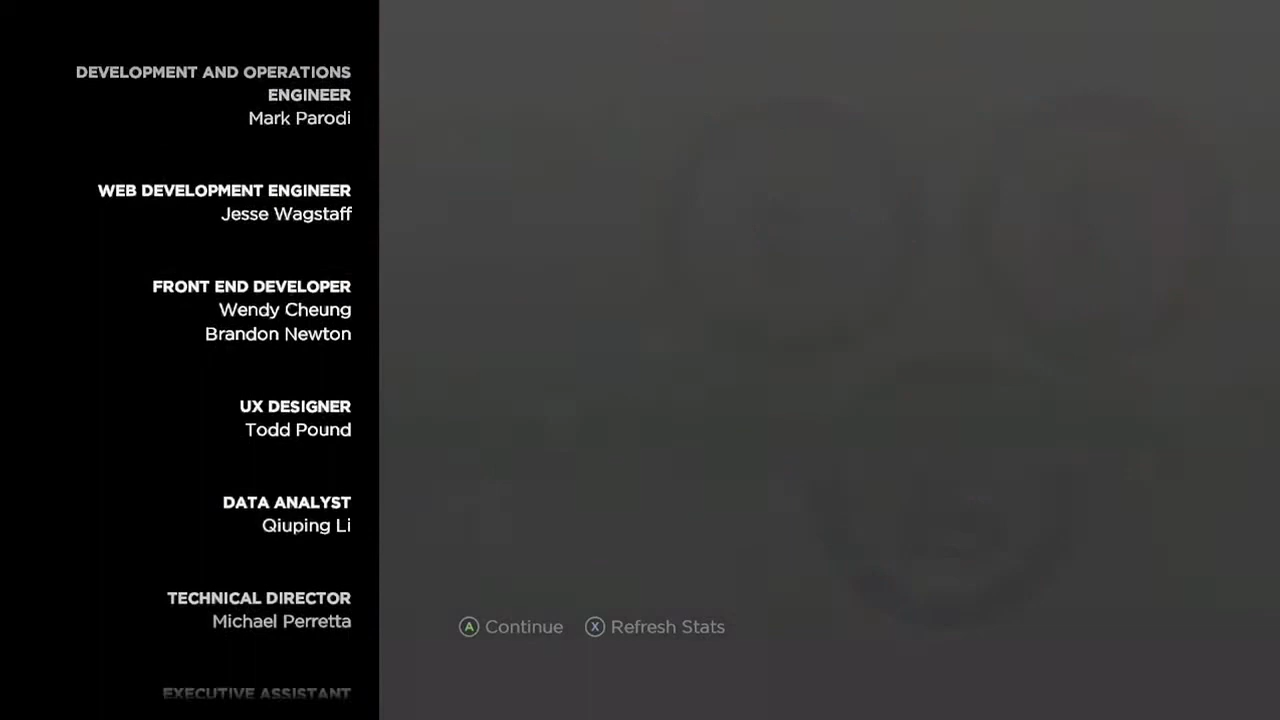 DEVELOPMENT AND OPERATIONS
ENGINEER
Mark Parodi
WEB DEVELOPMENT ENGINEER
Jesse Wagstaff
FRONT END DEVELOPER
Wendy Cheung
Brandon Newton
UX DESIGNER
Todd Pound
DATA ANALYST
Qiuping Li
TECHNICAL DIRECTOR
Michael Perretta
EXECUTIVE ASSISTANT
A Continue X Refresh Stats